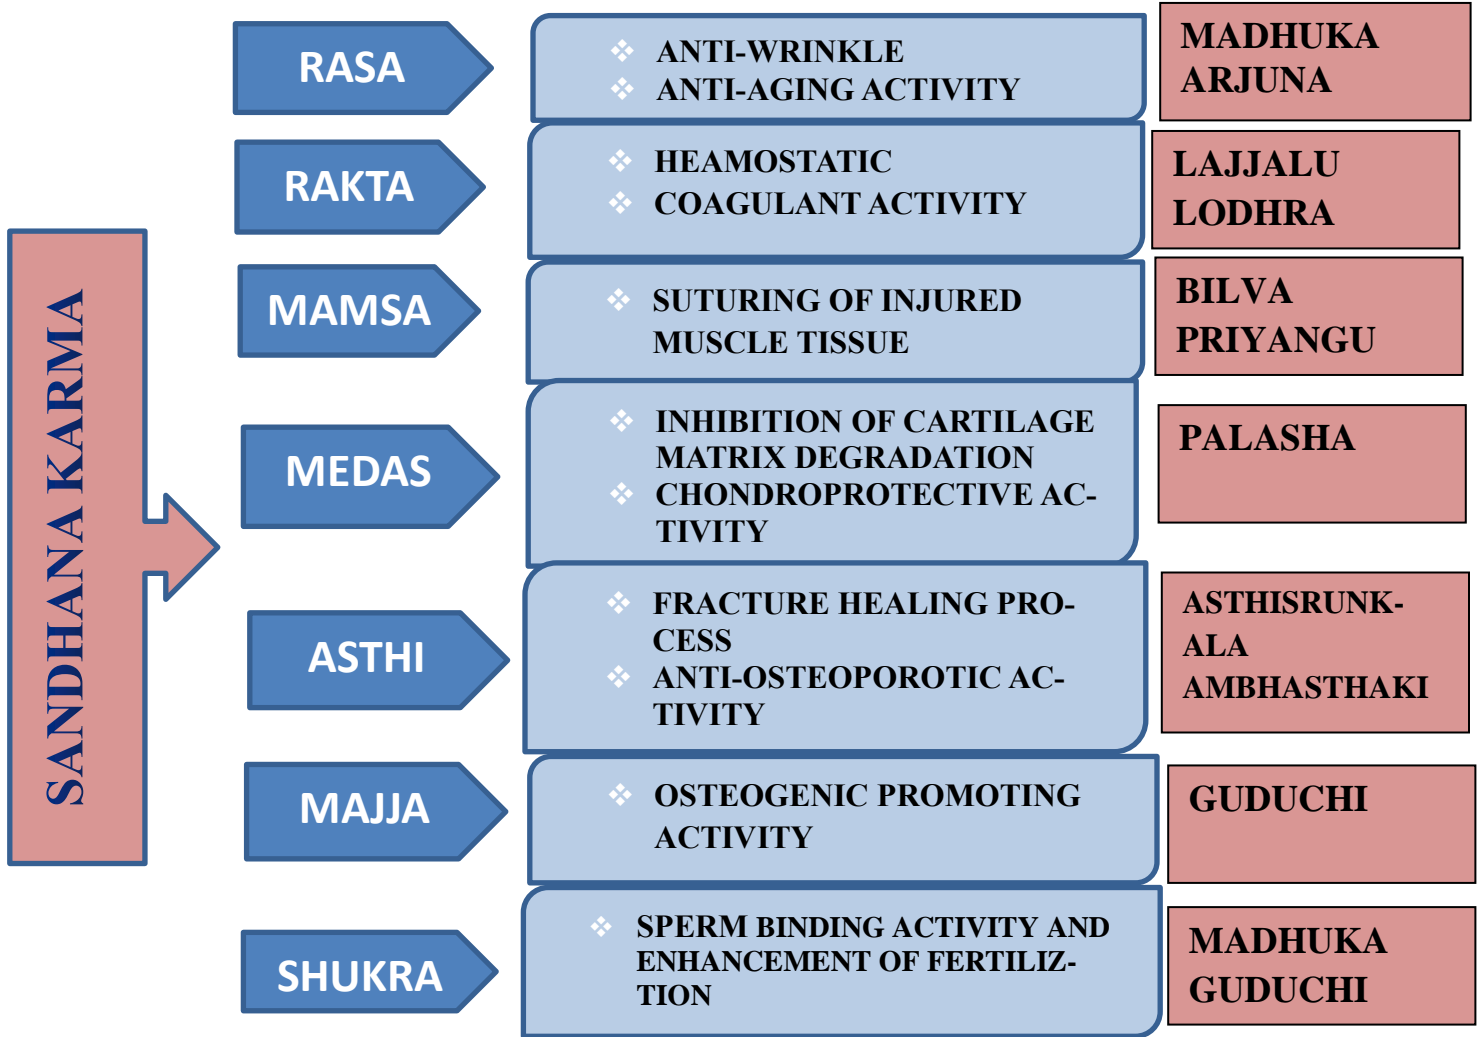 SANDHANA KARMA
RASA
ANTI-WRINKLE
ANTI-AGING ACTIVITY
MADHUKA
ARJUNA
RAKTA
HEAMOSTATIC
COAGULANT ACTIVITY
LAJJALU
LODHRA
MAMSA
SUTURING OF INJURED
MUSCLE TISSUE
BILVA
PRIYANGU
MEDAS
INHIBITION OF CARTILAGE
MATRIX DEGRADATION
CHONDROPROTECTIVE AC-
TIVITY
PALASHA
ASTHI
FRACTURE HEALING PRO-
CESS
ANTI-OSTEOPOROTIC AC-
TIVITY
ASTHISRUNK-
ALA
AMBHASTHAKI
MAJJA
OSTEOGENIC PROMOTING
ACTIVITY
GUDUCHI
SHUKRA
SPERM BINDING ACTIVITY AND
ENHANCEMENT OF FERTILIZ-
TION
MADHUKA
GUDUCHI